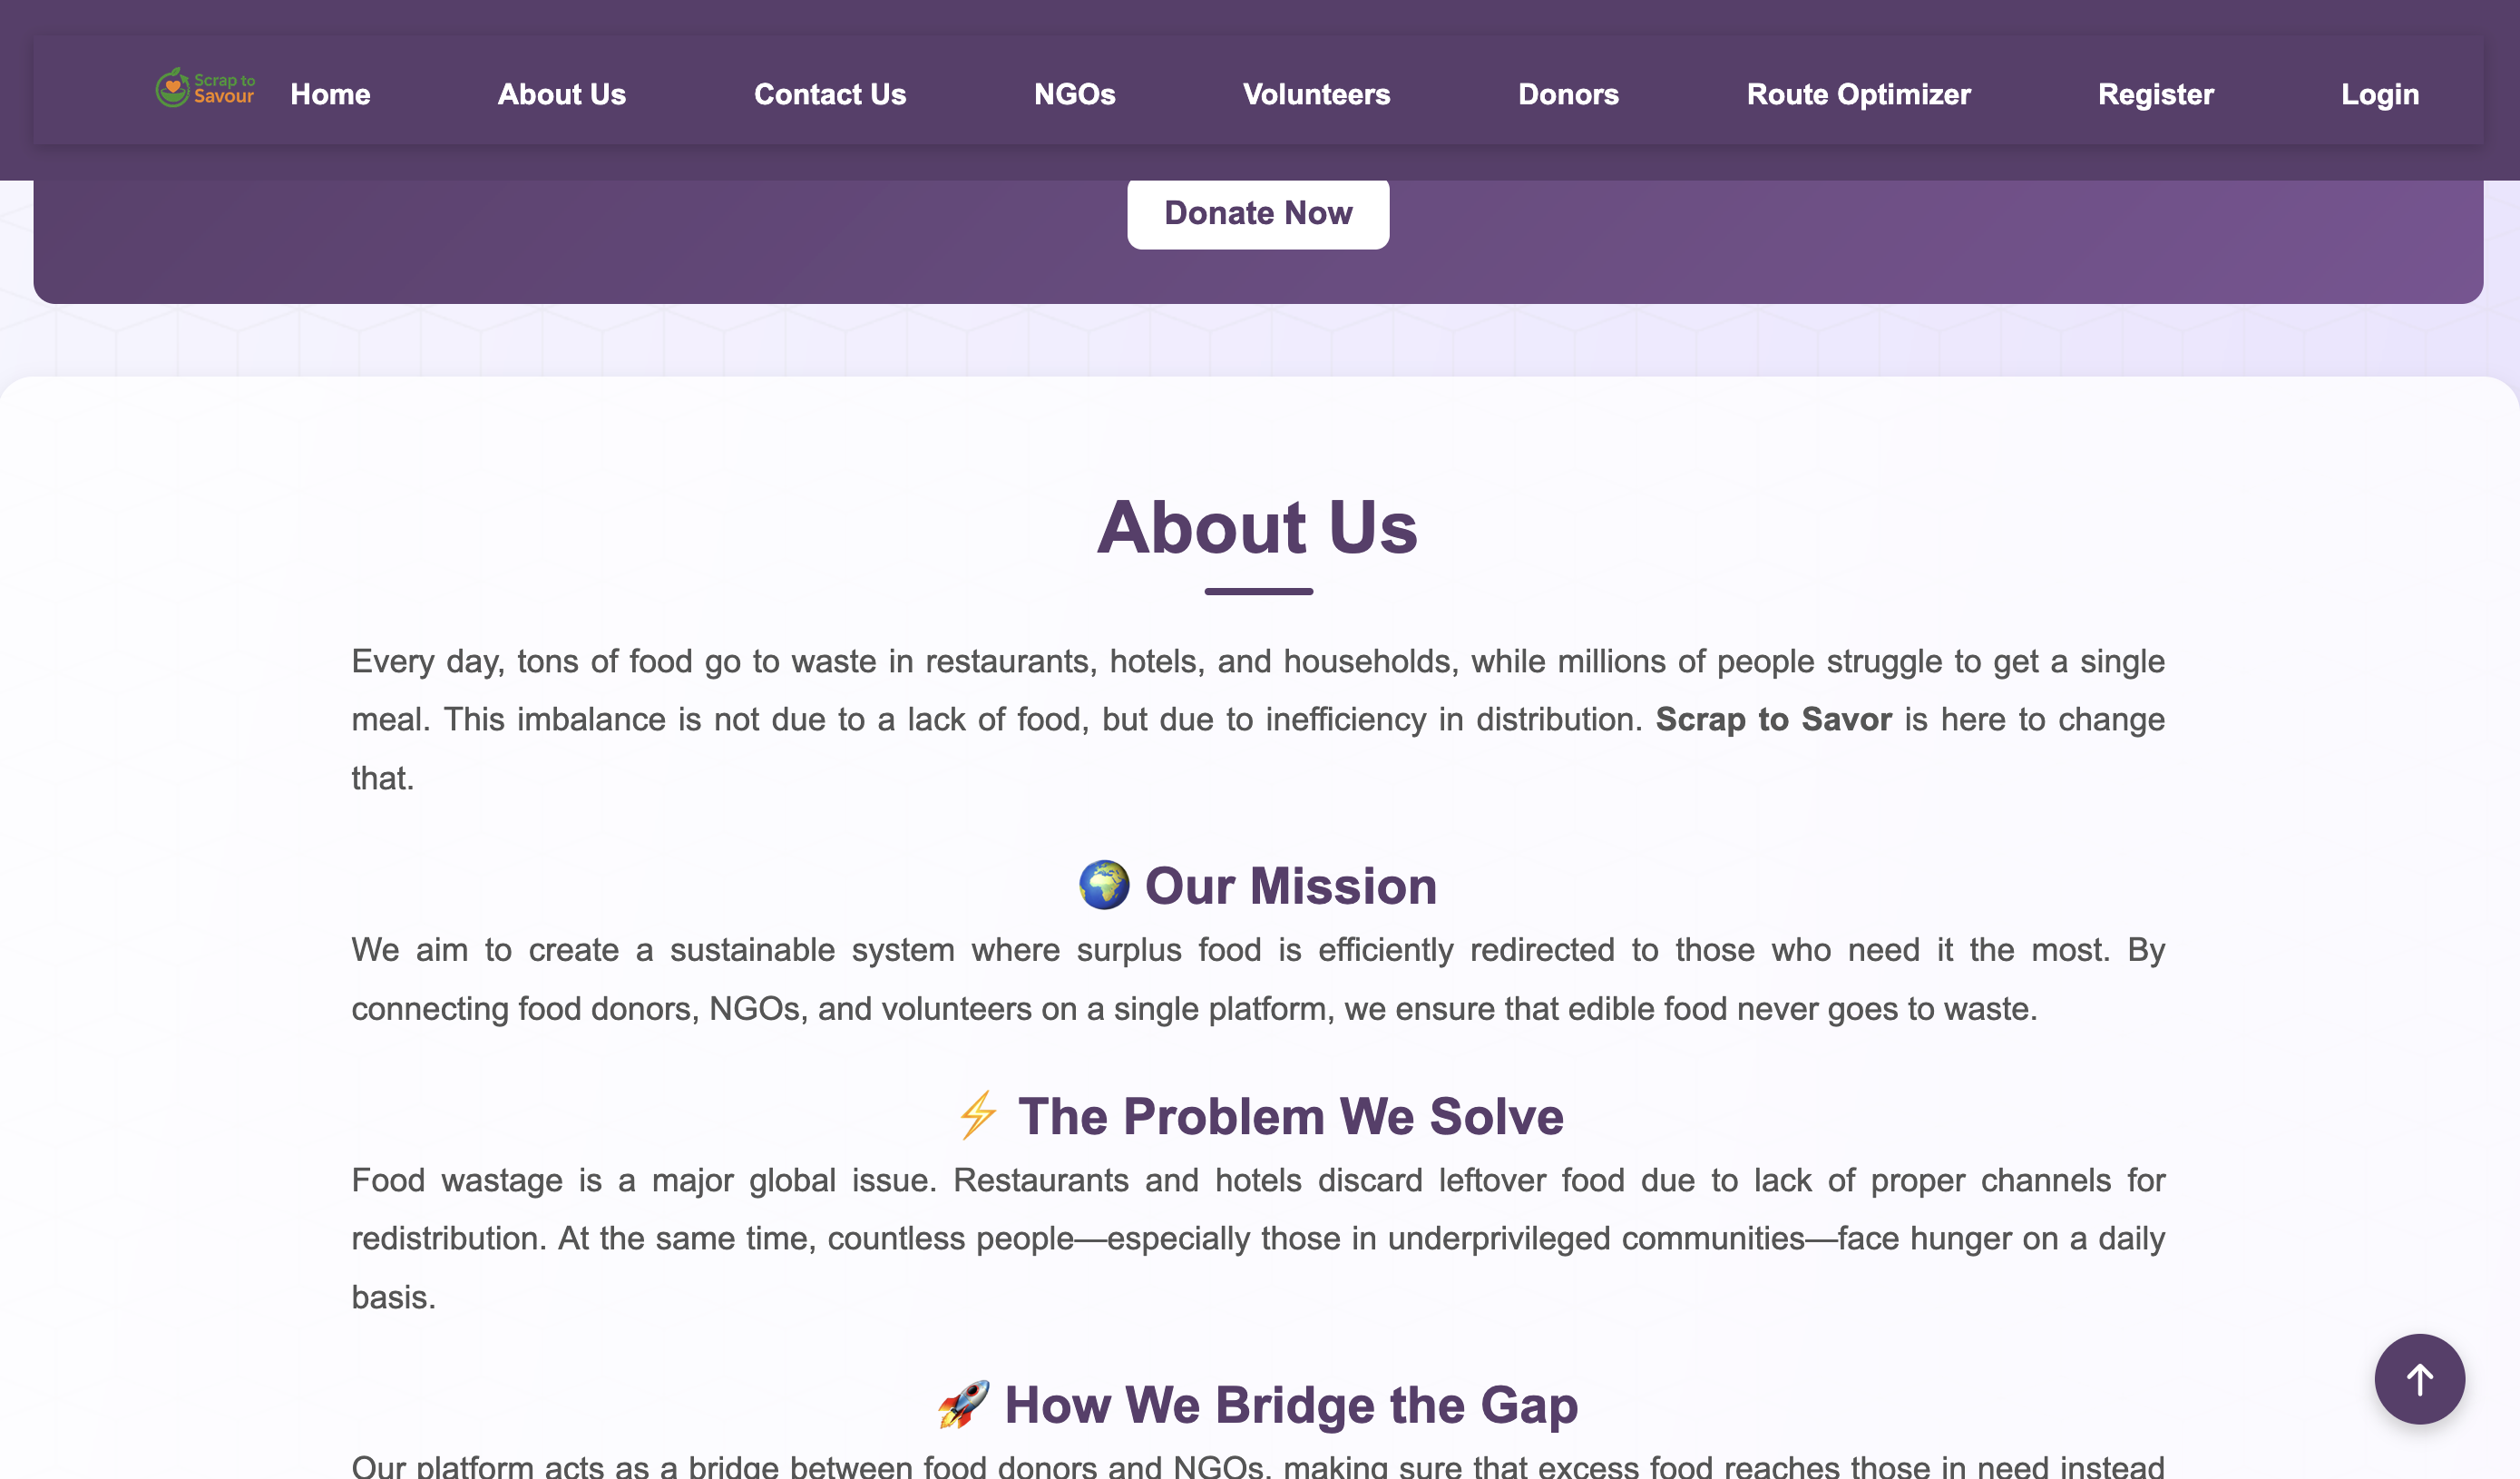 Scrap to
Savour
Home About Us Contact Us NGOs Volunteers Donors Route Optimizer Register Login
Donate Now
About Us
Every day, tons of food go to waste in restaurants, hotels, and households, while millions of people struggle to get a single
meal. This imbalance is not due to a lack of food, but due to inefficiency in distribution. Scrap to Savor is here to change
that.
🌍 Our Mission
We aim to create a sustainable system where surplus food is efficiently redirected to those who need it the most. By
connecting food donors, NGOs, and volunteers on a single platform, we ensure that edible food never goes to waste.
⚡ The Problem We Solve
Food wastage is a major global issue. Restaurants and hotels discard leftover food due to lack of proper channels for
redistribution. At the same time, countless people—especially those in underprivileged communities—face hunger on a daily
basis.
🚀 How We Bridge the Gap
Our platform acts as a bridge between food donors and NGOs, making sure that excess food reaches those in need instead